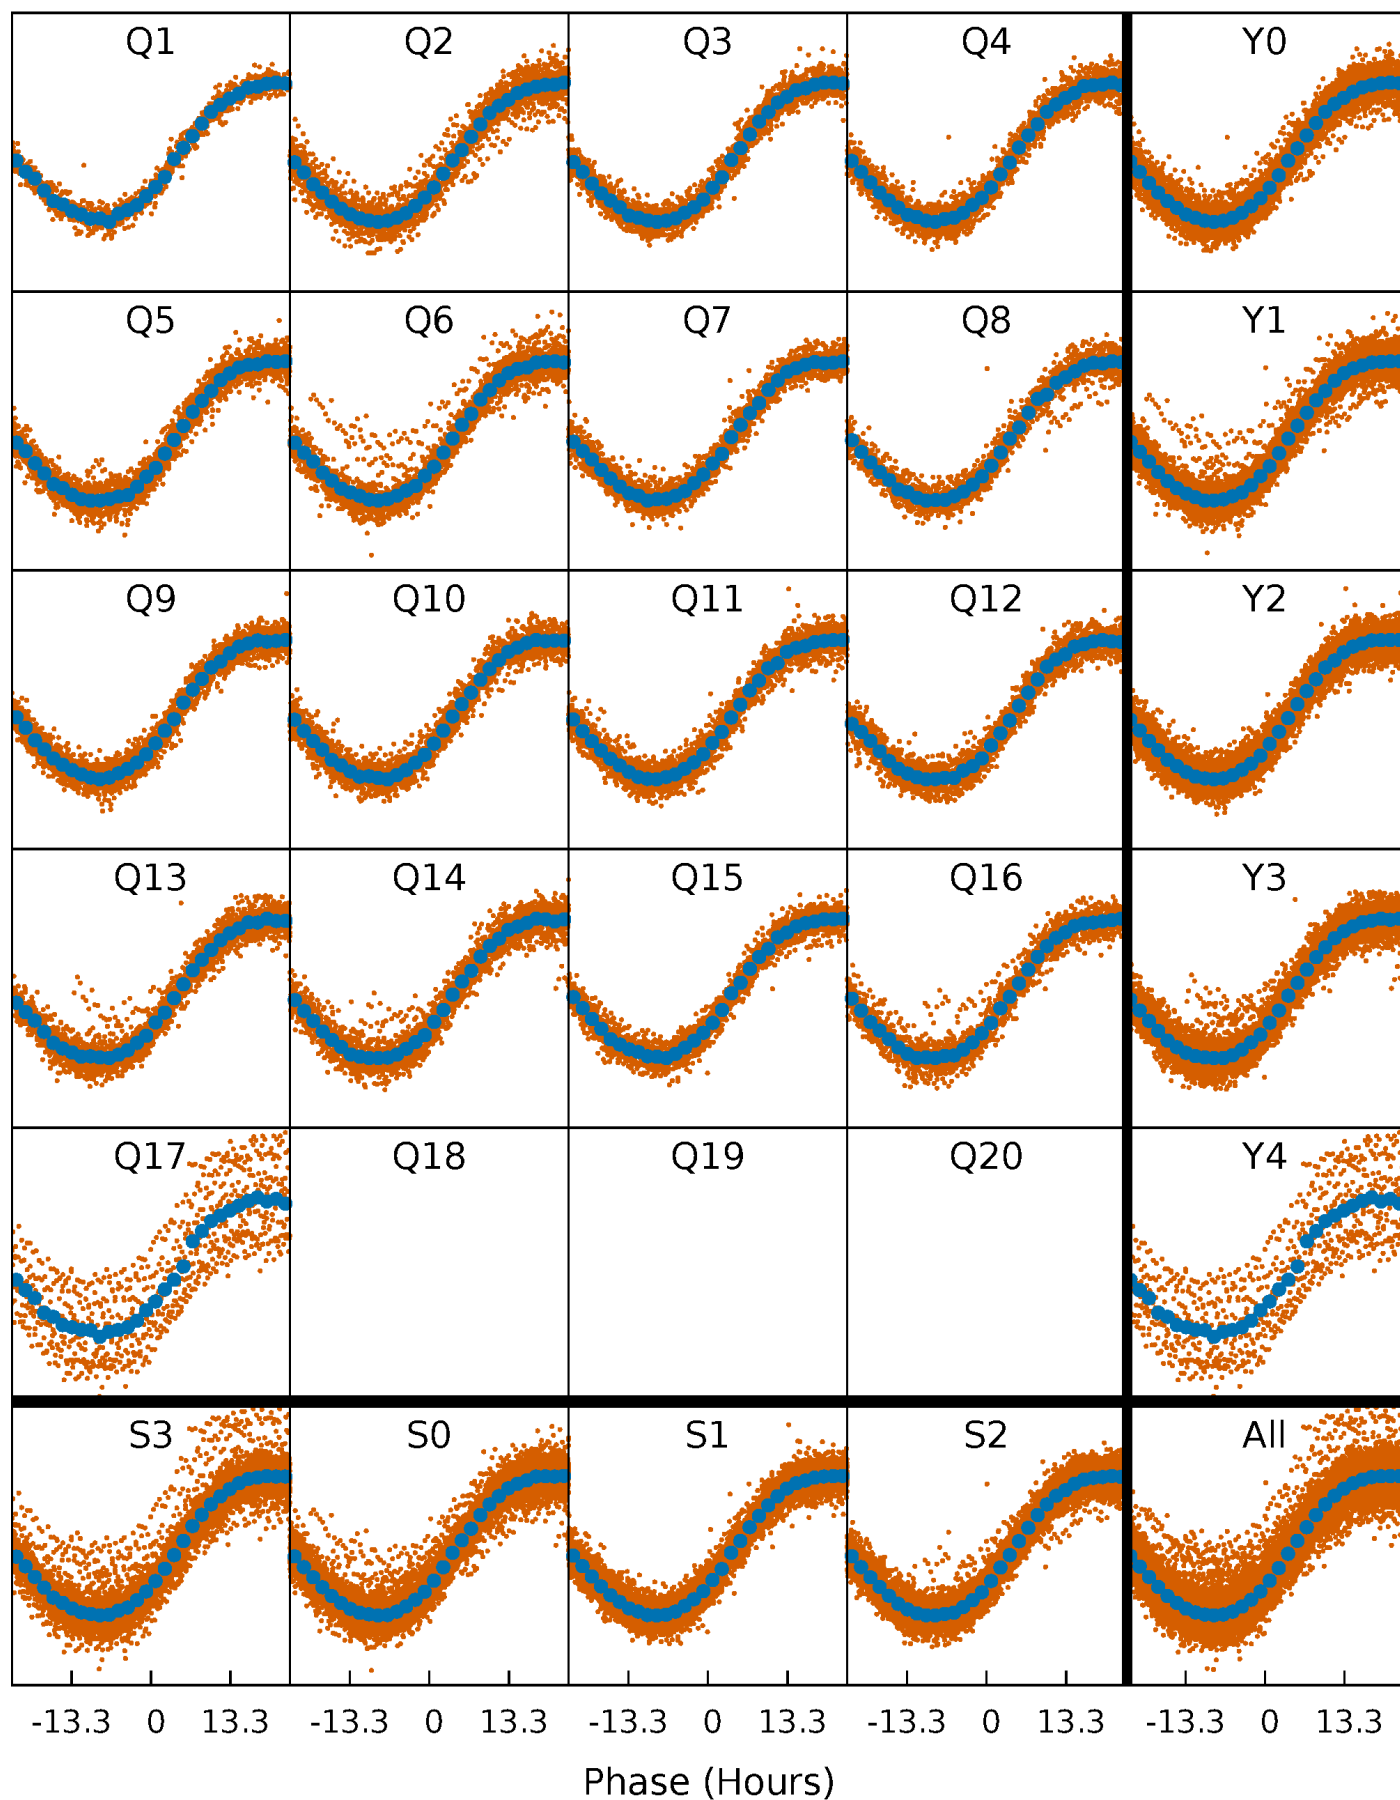 Q1 Q2 Q3 Q4 Y0
Q5 Q6 Q7 Q8 Y1
Q9 Q10 Q11 Q12 Y2
Q13 Q14 Q15 Q16 Y3
Q17 Q18 Q19 Q20 Y4
S3 S0 S1 S2 All
-13.3 0 13.3 -13.3 0 13.3 -13.3 0 13.3 -13.3 0 13.3 -13.3 0 13.3
Phase (Hours)